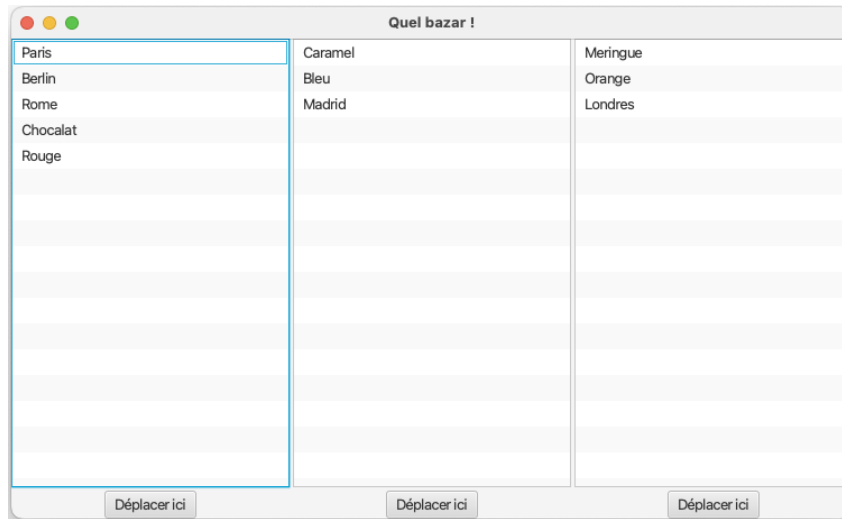 Quel bazar !
Paris
Berlin
Rome
Chocalat
Rouge
Caramel
Bleu
Madrid
Meringue
Orange
Londres
Déplacer ici
Déplacer ici
Déplacer ici